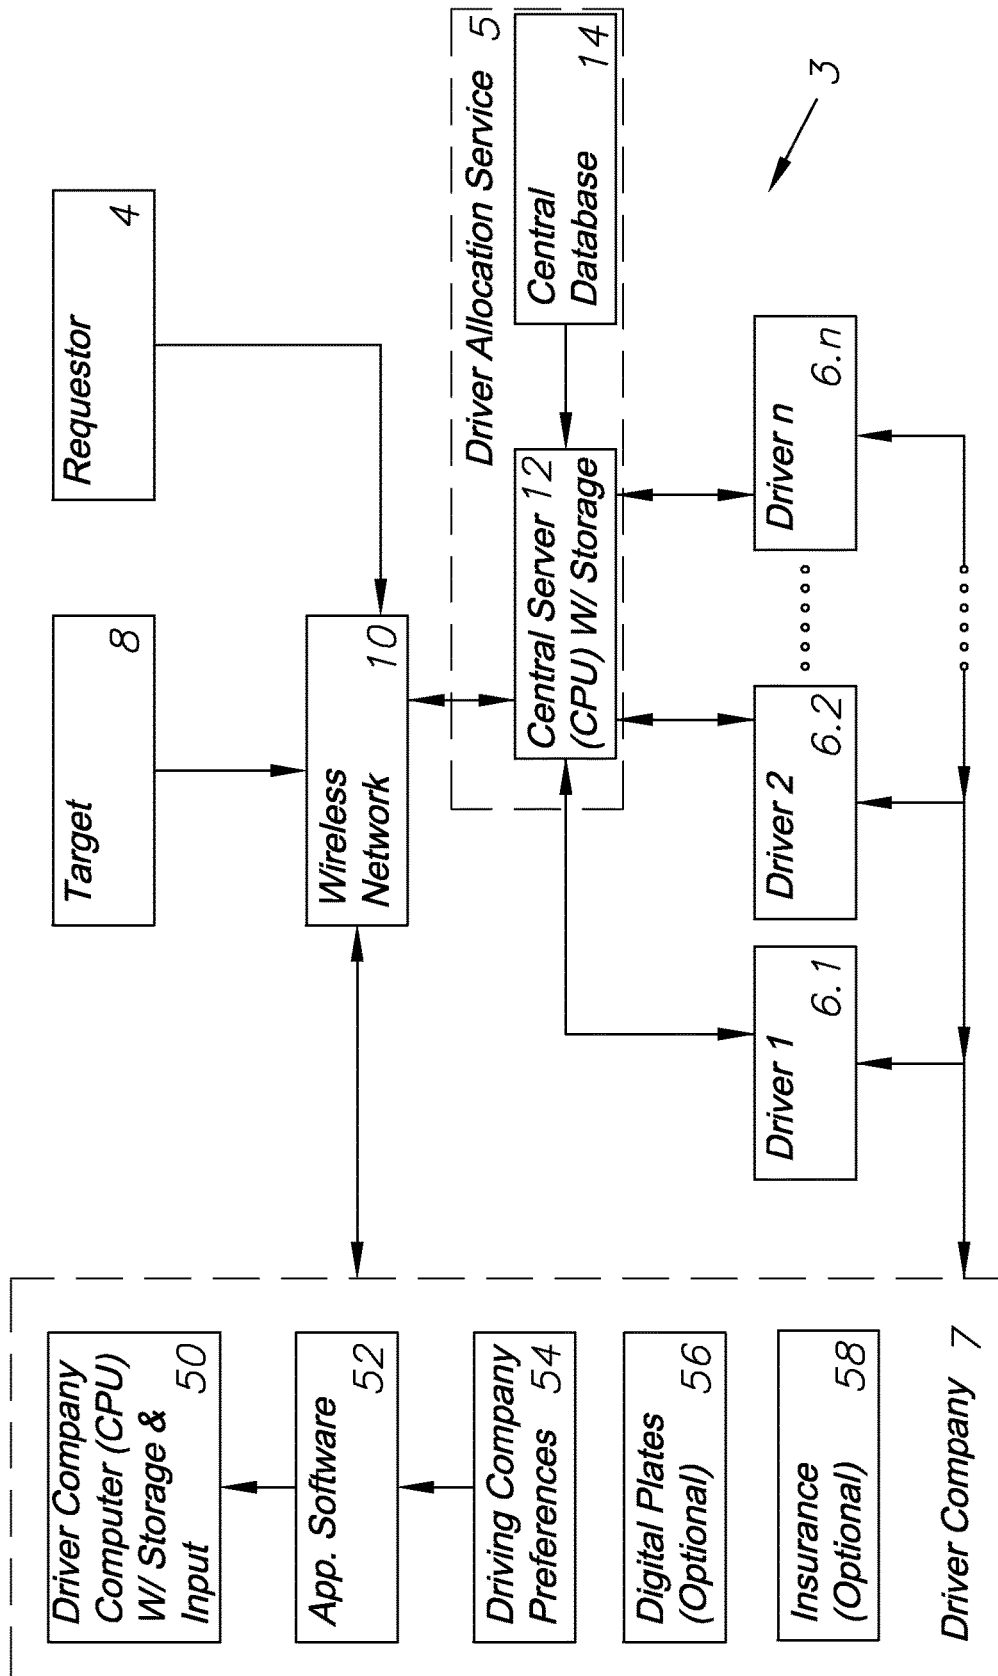 Driver Company
Computer (CPU)
W/ Storage &
Input
50
App. Software
52
Driving Company
Preferences
54
Digital Plates
(Optional)
56
Insurance
(Optional)
58
Driver Company 7
Target
8
Requestor
4
Wireless
Network
10
Driver Allocation Service 5
Central Server 12
(CPU) W/ Storage
Central
Database
14
Driver 1
6.1
Driver 2
6.2
Driver n
6.n
3